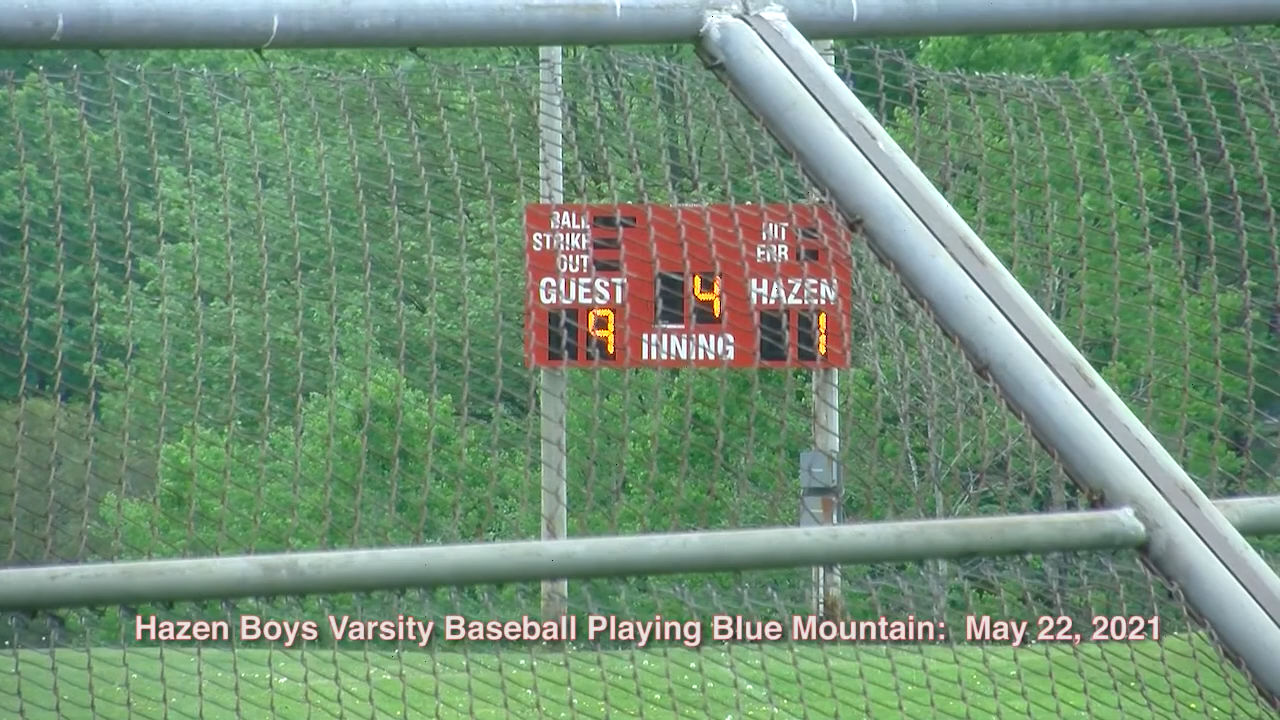 BALL
STRIKE
OUT
HIT
ERR
GUEST 4 HAZEN
9 INNING 1
Hazen Boys Varsity Baseball Playing Blue Mountain: May 22, 2021